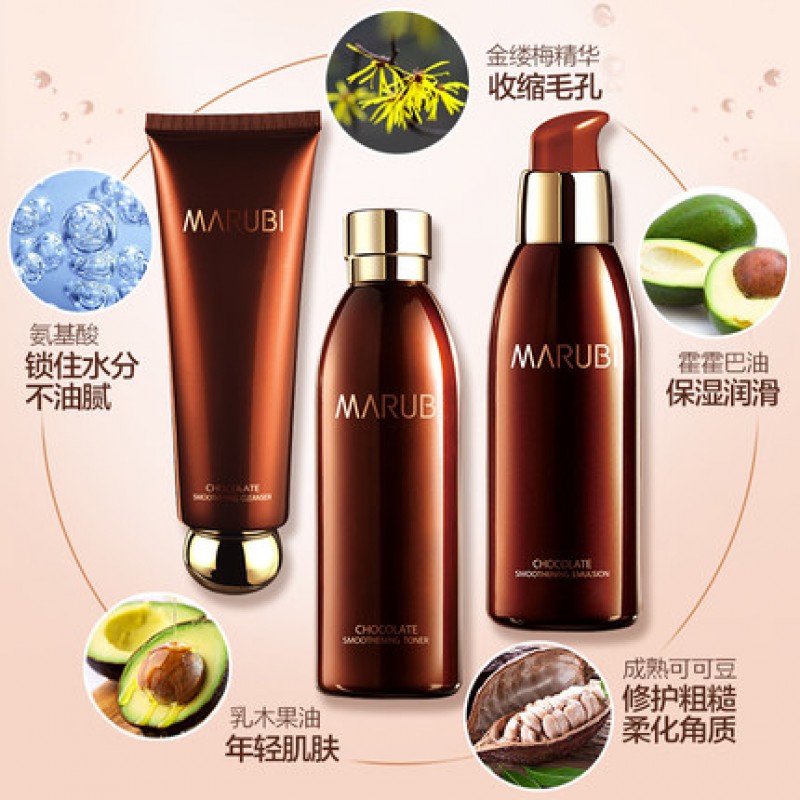 金缕梅精华
收缩毛孔
MARUBI
氨基酸
锁住水分
不油腻
MARUBI
霍霍巴油
保湿润滑
MARUBI
CHOCOLATE
SMOOTHENING CLEANSER
CHOCOLATE
SMOOTHENING EMULSION
CHOCOLATE
SMOOTHENING TONER
乳木果油
年轻肌肤
成熟可可豆
修护粗糙
柔化角质